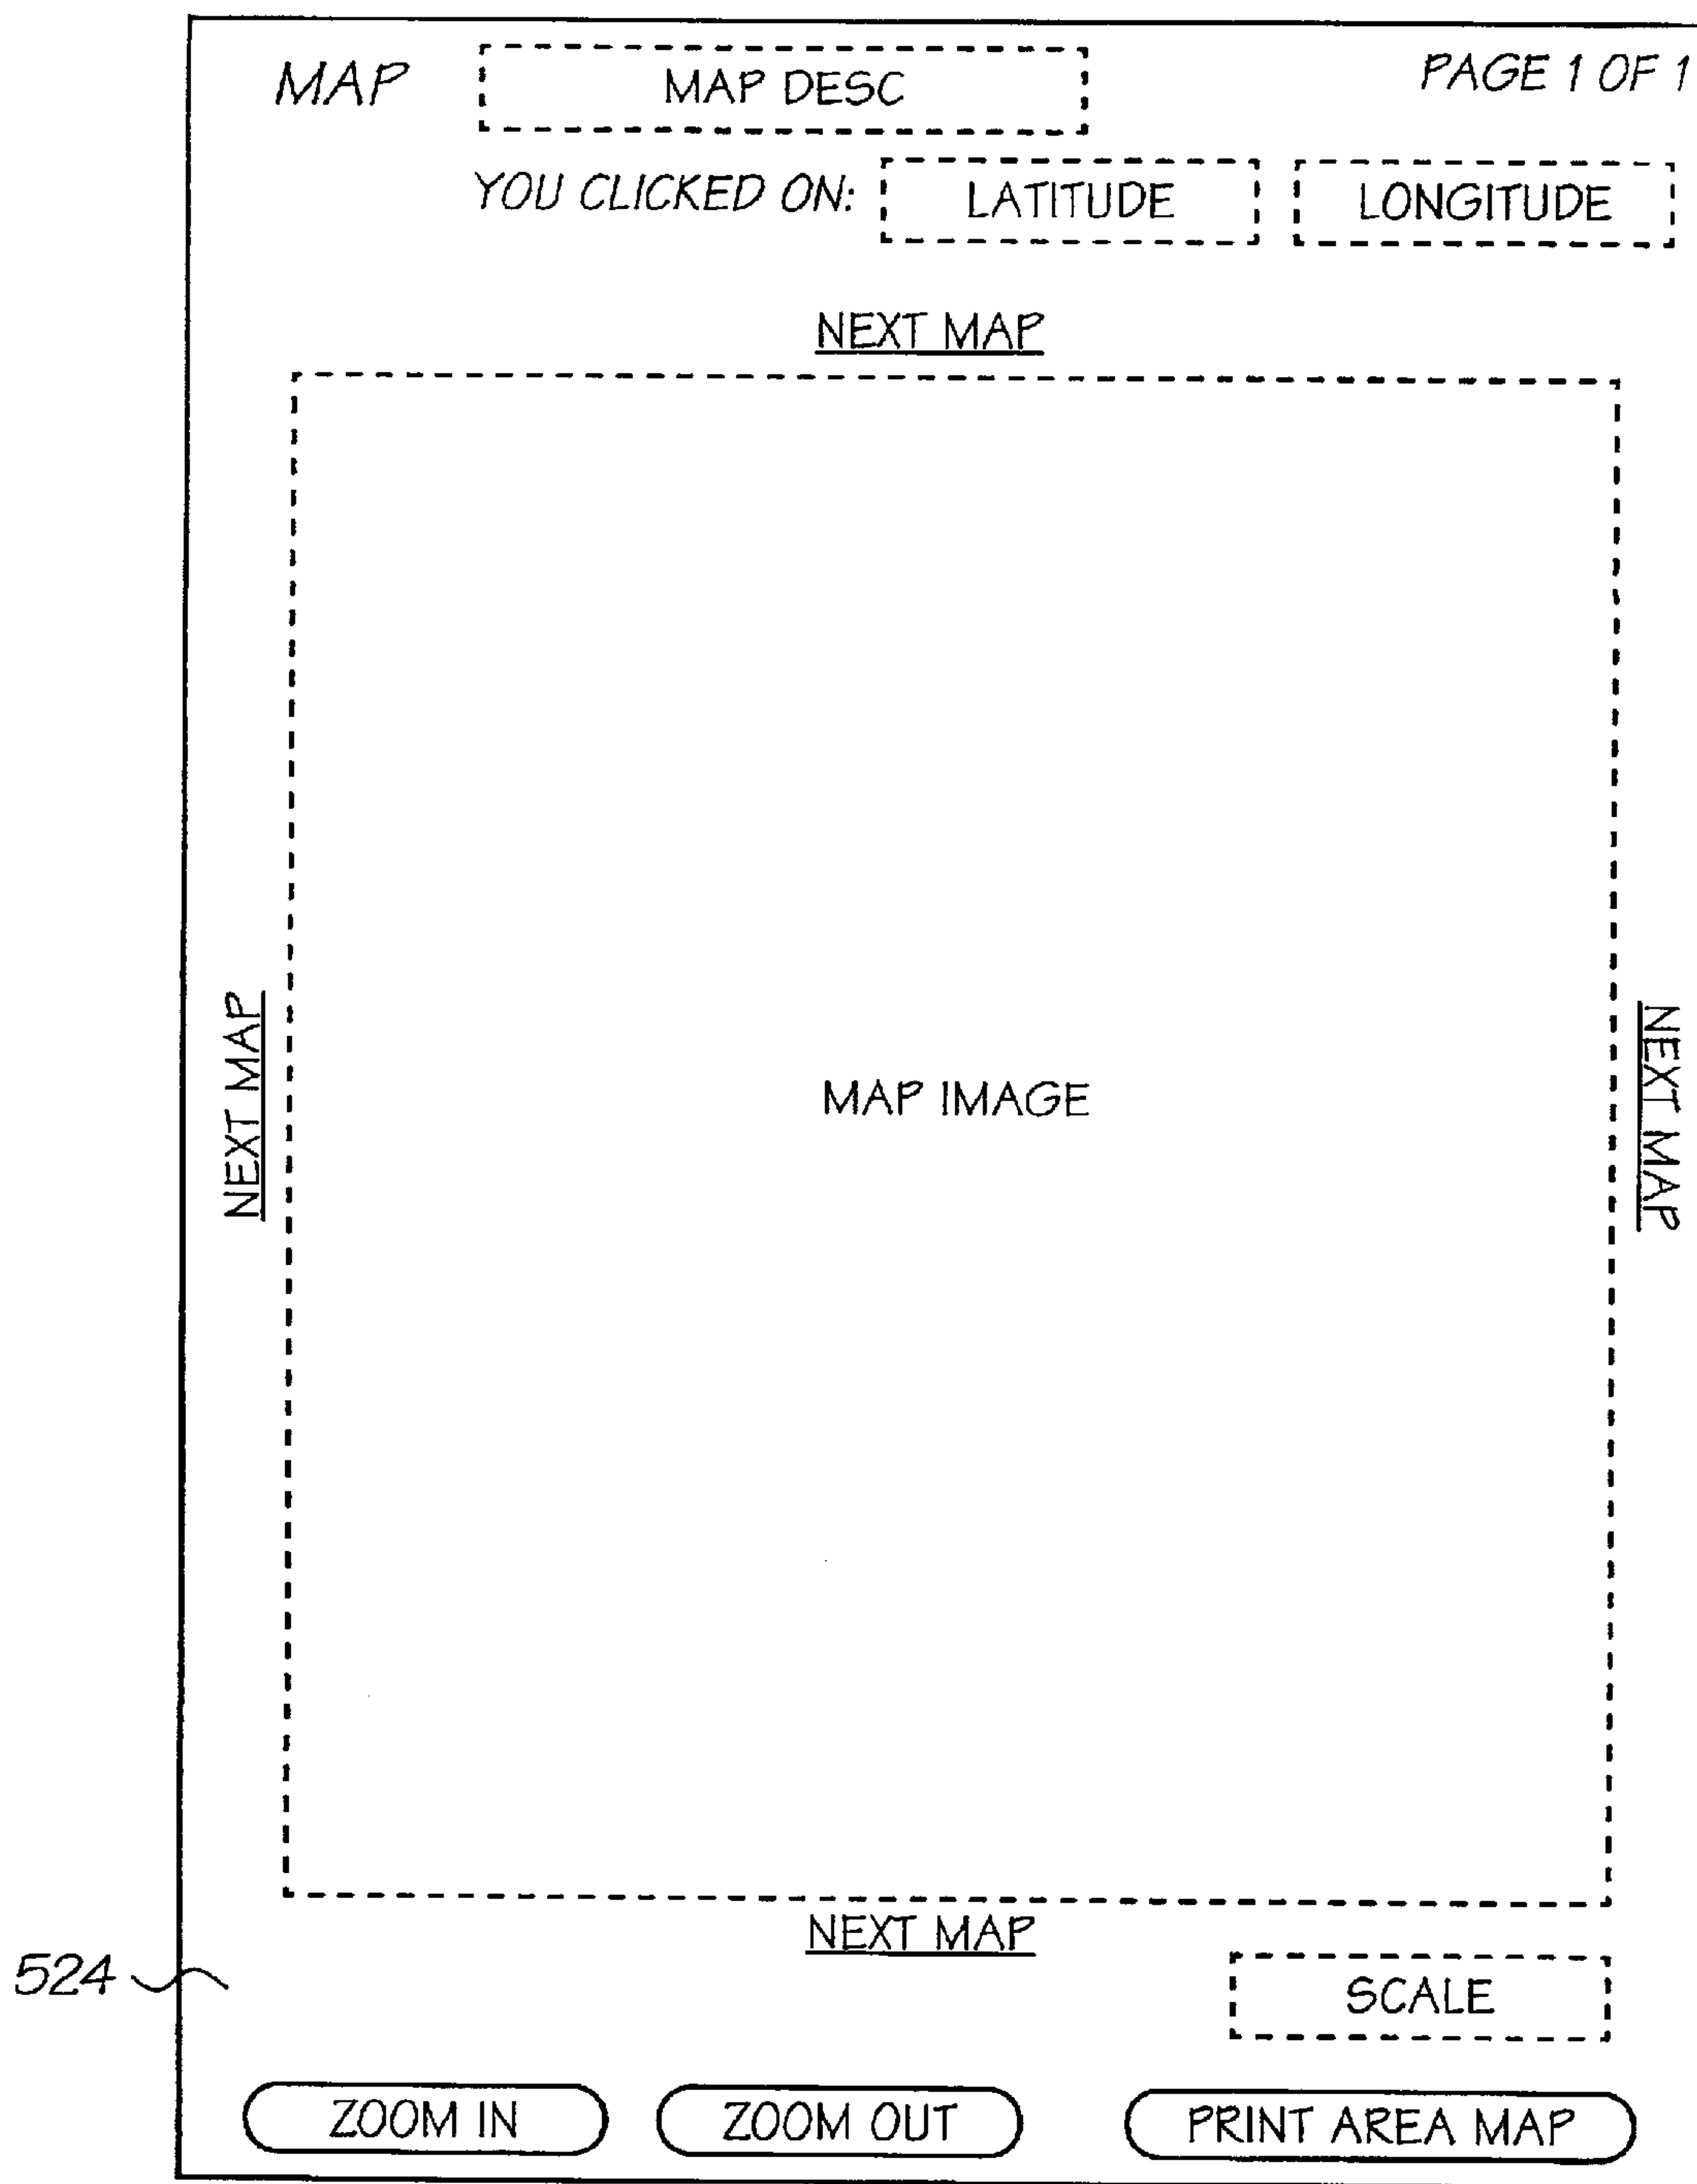 MAP MAP DESC PAGE 1 OF 1
YOU CLICKED ON: LATITUDE LONGITUDE
NEXT MAP
NEXT MAP
MAP IMAGE
NEXT MAP
NEXT MAP
524
SCALE
ZOOM IN ZOOM OUT PRINT AREA MAP